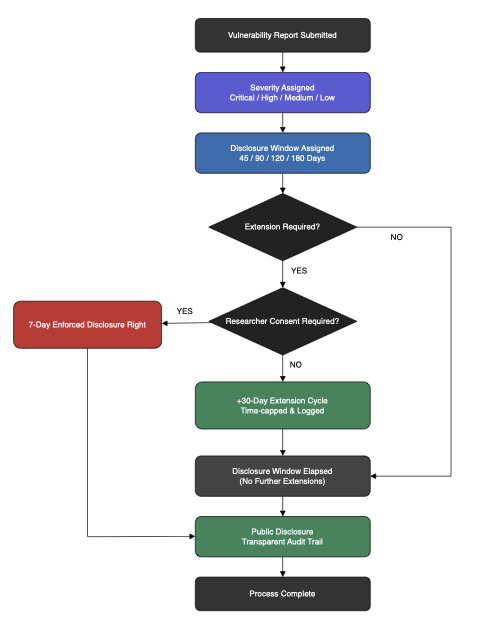 Vulnerability Report Submitted
Severity Assigned
Critical / High / Medium / Low
Disclosure Window Assigned
45 / 90 / 120 / 180 Days
Extension Required?
NO
YES
Researcher Consent Required?
YES
7-Day Enforced Disclosure Right
NO
+30-Day Extension Cycle
Time-capped & Logged
Disclosure Window Elapsed
(No Further Extensions)
Public Disclosure
Transparent Audit Trail
Process Complete